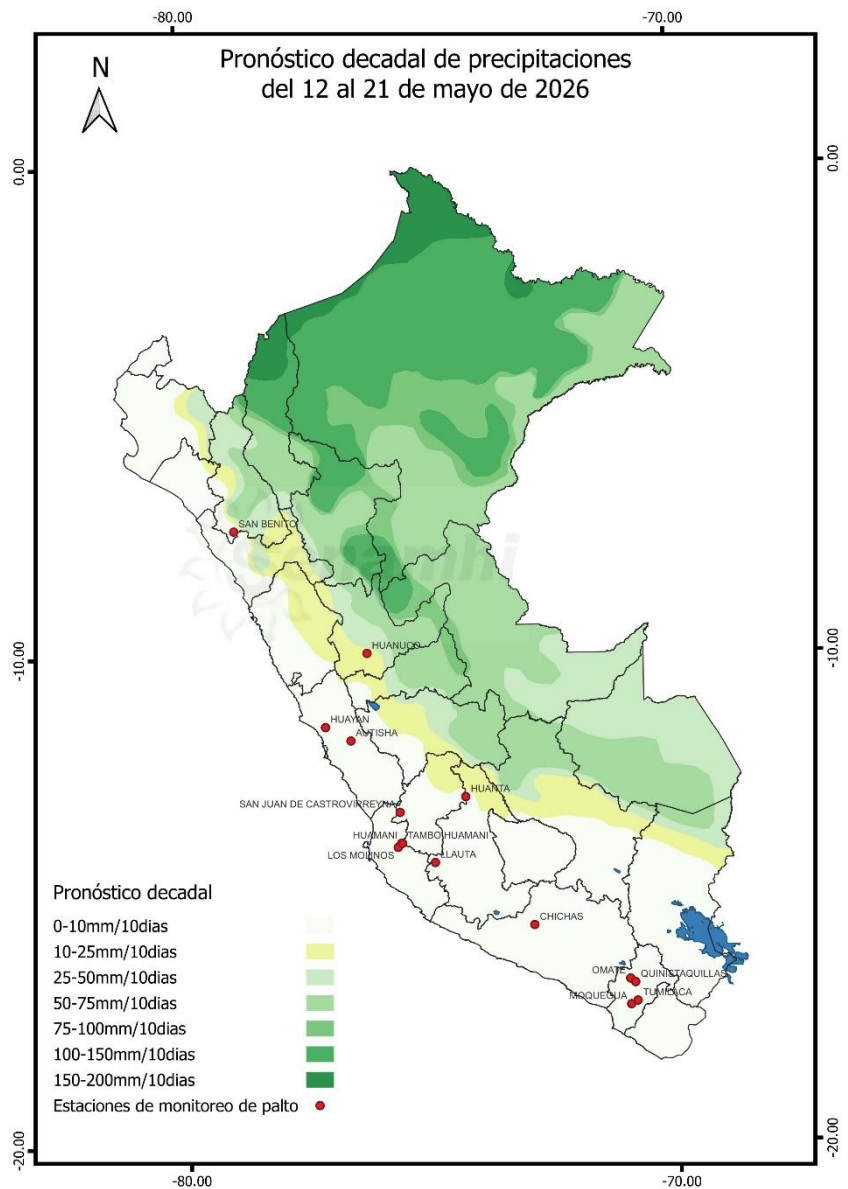 -80.00
-70.00
Pronóstico decadal de precipitaciones
del 12 al 21 de mayo de 2026
N
0.00
0.00
SAN BENITO
Senamhi
-10.00
-10.00
HUANUCO
HUAYAN
AUTISHA
HUANTA
SAN JUAN DE CASTROVIRREYNA
HUAMANI
TAMBO HUAMANI
LOS MOLINOS
LLAUTA
CHICHAS
OMATE
QUINISTAQUILLAS
MOQUEGUA
TUMILACA
Pronóstico decadal
0-10mm/10dias
10-25mm/10dias
25-50mm/10dias
50-75mm/10dias
75-100mm/10dias
100-150mm/10dias
150-200mm/10dias
Estaciones de monitoreo de palto
-20.00
-20.00
-80.00
-70.00